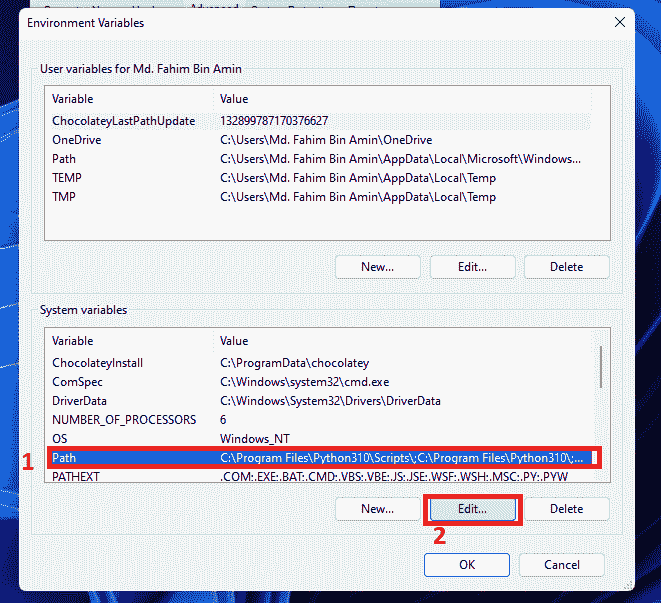 Advanced
Environment Variables
User variables for Md. Fahim Bin Amin
Variable Value
ChocolateyLastPathUpdate 132899787170376627
OneDrive C:\Users\Md. Fahim Bin Amin\OneDrive
Path C:\Users\Md. Fahim Bin Amin\AppData\Local\Microsoft\Windows...
TEMP C:\Users\Md. Fahim Bin Amin\AppData\Local\Temp
TMP C:\Users\Md. Fahim Bin Amin\AppData\Local\Temp
New... Edit... Delete
System variables
Variable Value
ChocolateyInstall C:\ProgramData\chocolatey
ComSpec C:\Windows\system32\cmd.exe
DriverData C:\Windows\System32\Drivers\DriverData
NUMBER_OF_PROCESSORS 6
OS Windows_NT
1 Path C:\Program Files\Python310\Scripts\;C:\Program Files\Python310\;...
PATHEXT .COM;.EXE;.BAT;.CMD;.VBS;.VBE;.JS;.JSE;.WSF;.WSH;.MSC;.PY;.PYW
New... Edit... Delete
2
OK Cancel